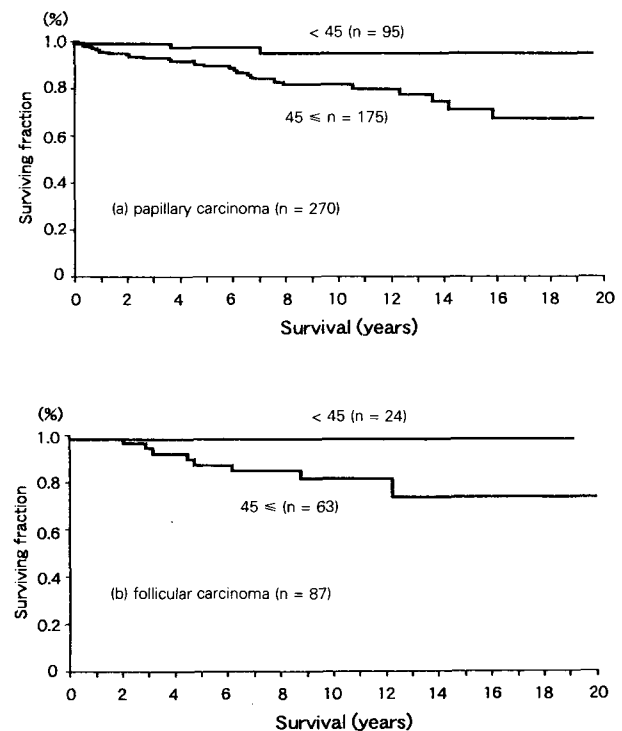 (%)
< 45 (n = 95)
1.0
0.8
45 ⩽ n = 175)
0.6
0.4
0.2
0
Surviving fraction
(a) papillary carcinoma (n = 270)
0 2 4 6 8 10 12 14 16 18 20
Survival (years)
(%)
< 45 (n = 24)
1.0
0.8
45 ⩽ (n = 63)
0.6
0.4
0.2
0
Surviving fraction
(b) follicular carcinoma (n = 87)
0 2 4 6 8 10 12 14 16 18 20
Survival (years)